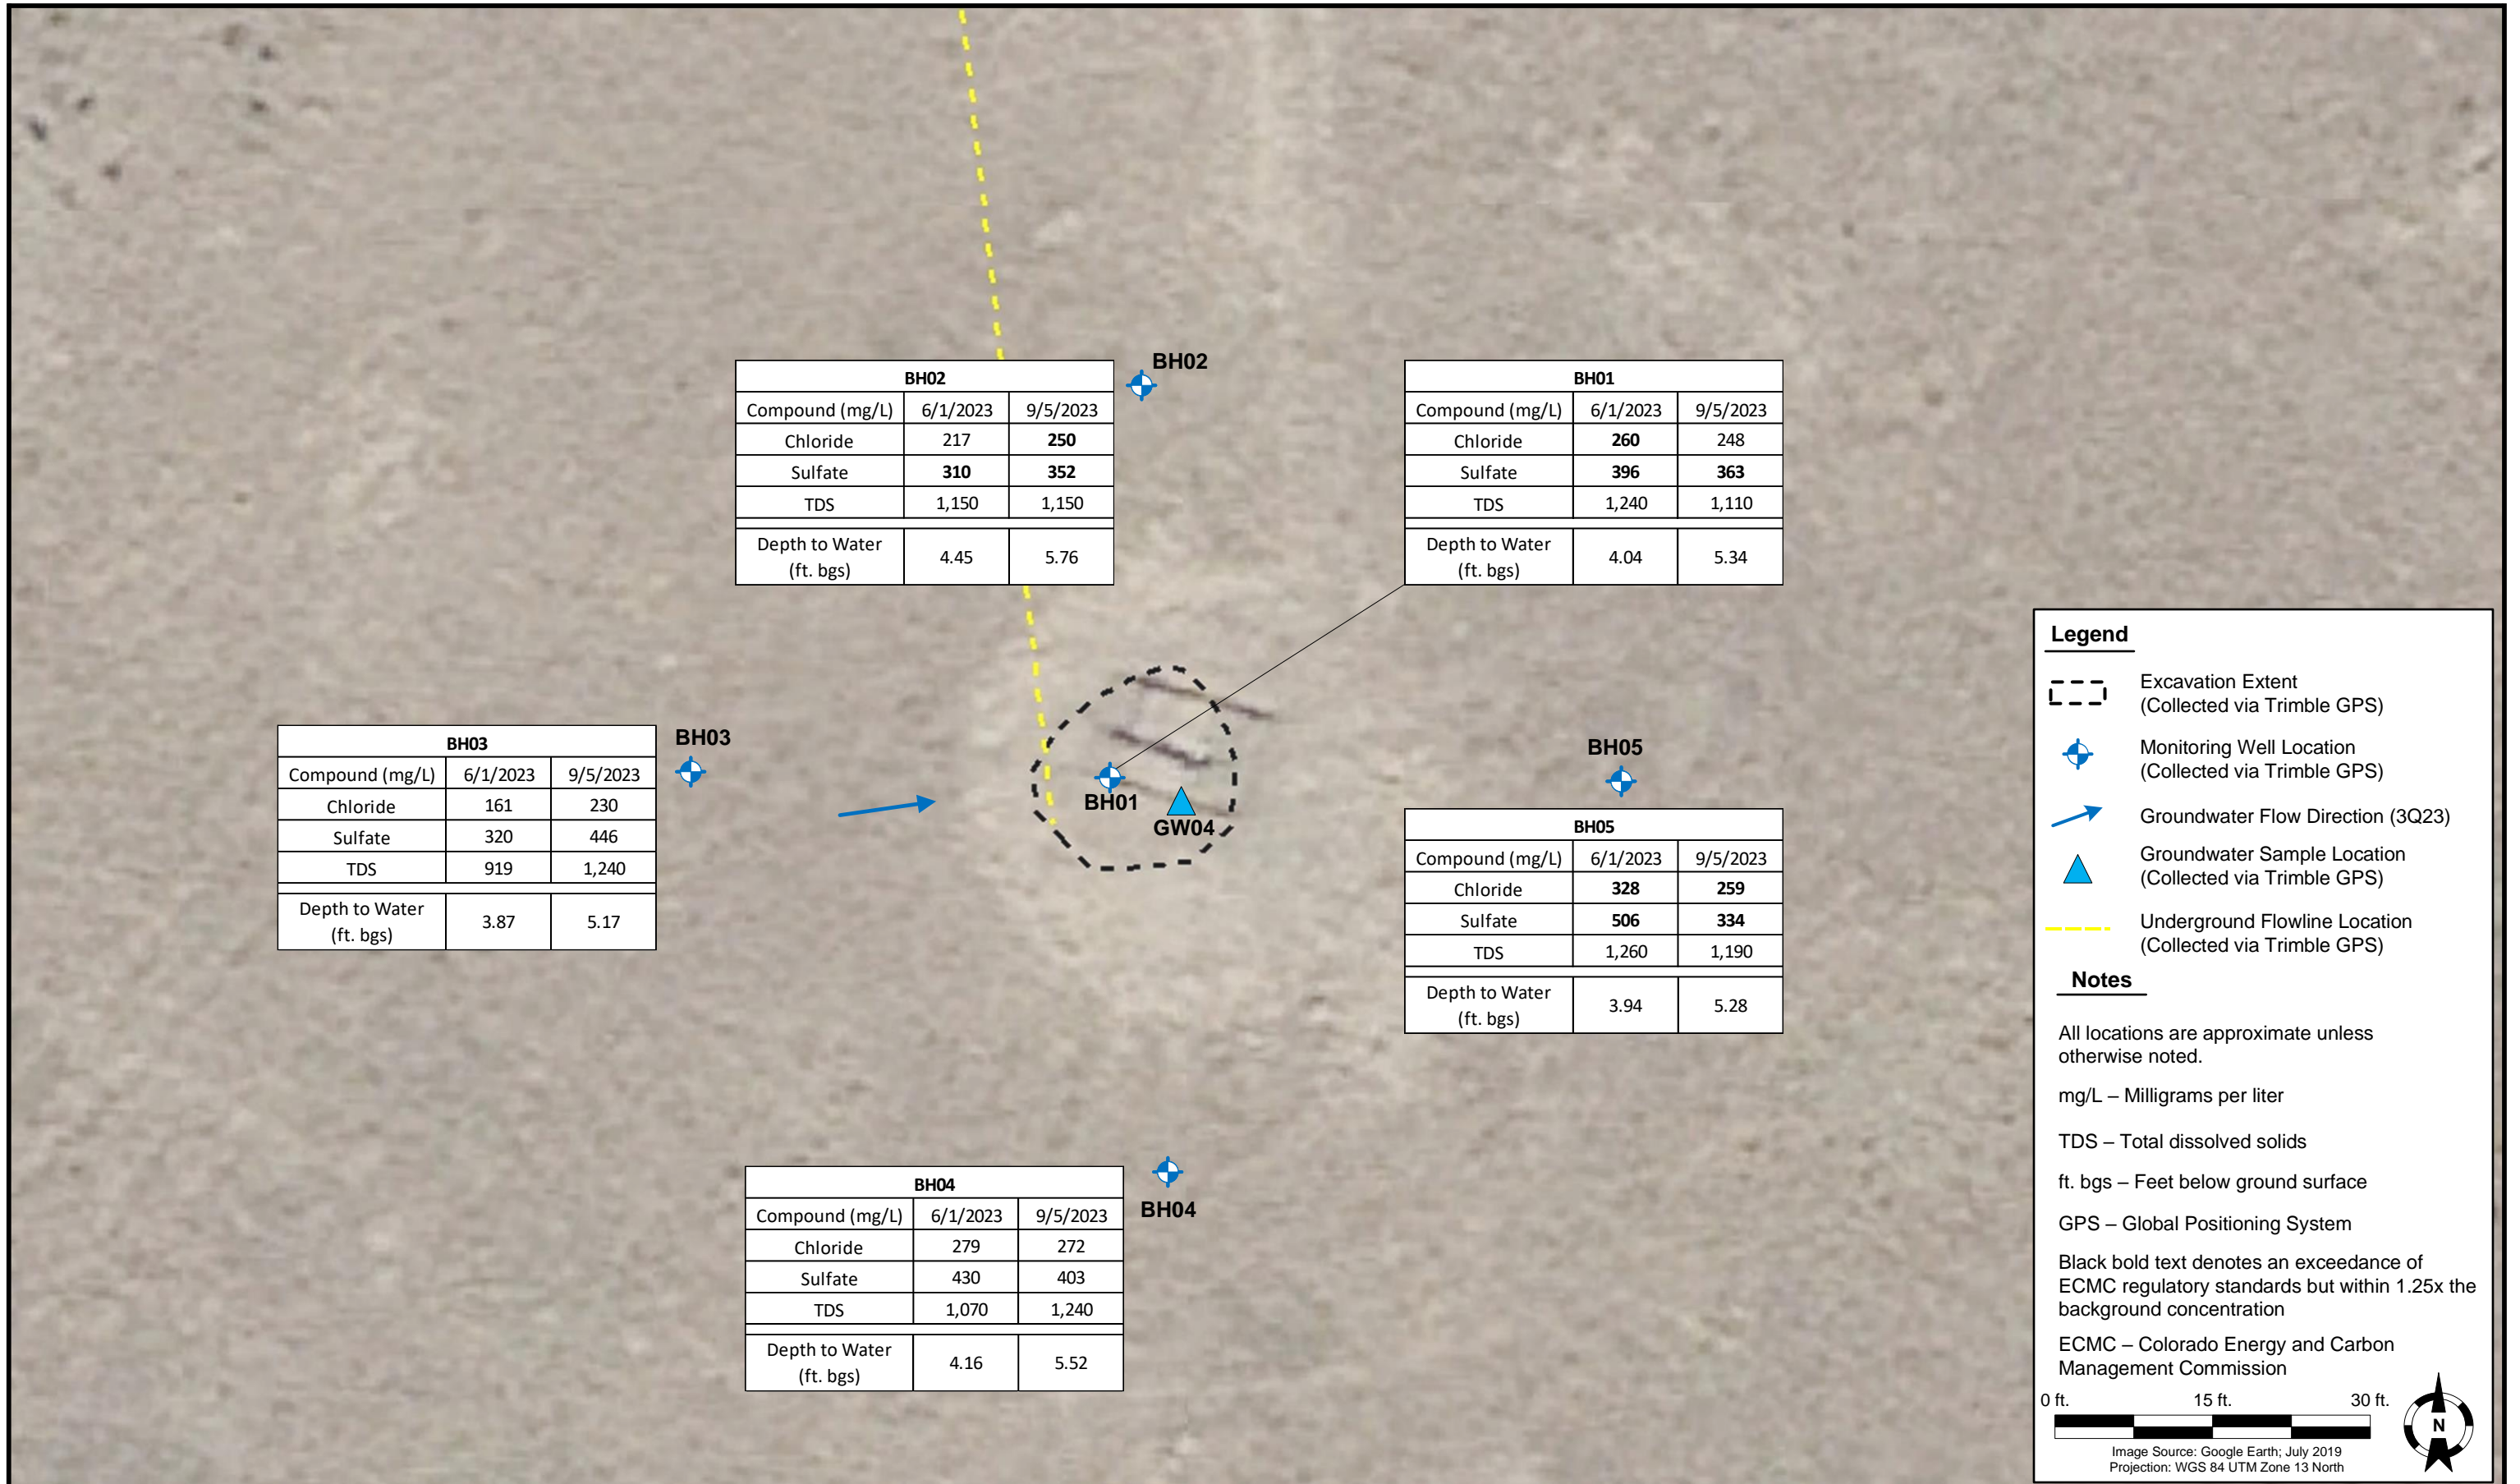 BH02
BH02
Compound (mg/L) 6/1/2023 9/5/2023
Chloride 217 250
Sulfate 310 352
TDS 1,150 1,150
Depth to Water
(ft. bgs) 4.45 5.76
BH01
Compound (mg/L) 6/1/2023 9/5/2023
Chloride 260 248
Sulfate 396 363
TDS 1,240 1,110
Depth to Water
(ft. bgs) 4.04 5.34
BH03
Compound (mg/L) 6/1/2023 9/5/2023
Chloride 161 230
Sulfate 320 446
TDS 919 1,240
Depth to Water
(ft. bgs) 3.87 5.17
BH03
BH01
GW04
BH05
BH05
Compound (mg/L) 6/1/2023 9/5/2023
Chloride 328 259
Sulfate 506 334
TDS 1,260 1,190
Depth to Water
(ft. bgs) 3.94 5.28
BH04
Compound (mg/L) 6/1/2023 9/5/2023
Chloride 279 272
Sulfate 430 403
TDS 1,070 1,240
Depth to Water
(ft. bgs) 4.16 5.52
BH04
Legend
Excavation Extent
(Collected via Trimble GPS)
Monitoring Well Location
(Collected via Trimble GPS)
Groundwater Flow Direction (3Q23)
Groundwater Sample Location
(Collected via Trimble GPS)
Underground Flowline Location
(Collected via Trimble GPS)
Notes
All locations are approximate unless
otherwise noted.
mg/L – Milligrams per liter
TDS – Total dissolved solids
ft. bgs – Feet below ground surface
GPS – Global Positioning System
Black bold text denotes an exceedance of
ECMC regulatory standards but within 1.25x the
background concentration
ECMC – Colorado Energy and Carbon
Management Commission
0 ft. 15 ft. 30 ft.
N
Image Source: Google Earth; July 2019
Projection: WGS 84 UTM Zone 13 North